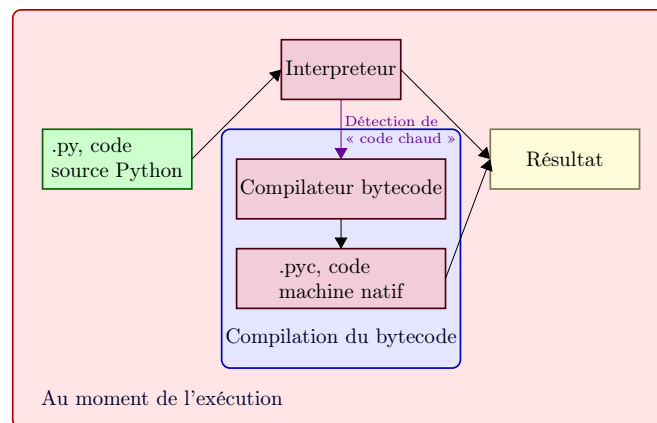 Interpreteur
Détection de
« code chaud »
.py, code
source Python
Résultat
Compilateur bytecode
.pyc, code
machine natif
Compilation du bytecode
Au moment de l'exécution